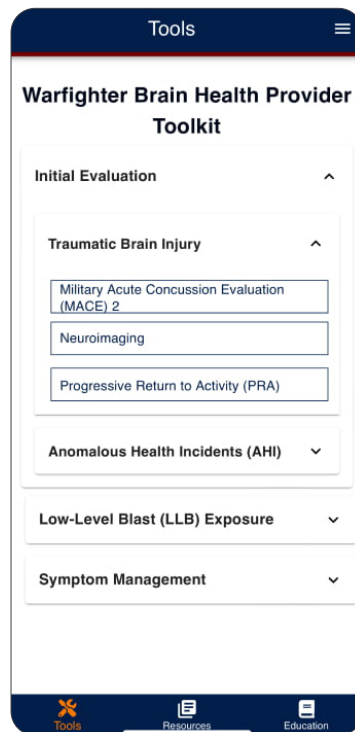 Tools
Warfighter Brain Health Provider
Toolkit
Initial Evaluation
Traumatic Brain Injury
Military Acute Concussion Evaluation
(MACE) 2
Neuroimaging
Progressive Return to Activity (PRA)
Anomalous Health Incidents (AHI)
Low-Level Blast (LLB) Exposure
Symptom Management
Tools
Resources
Education